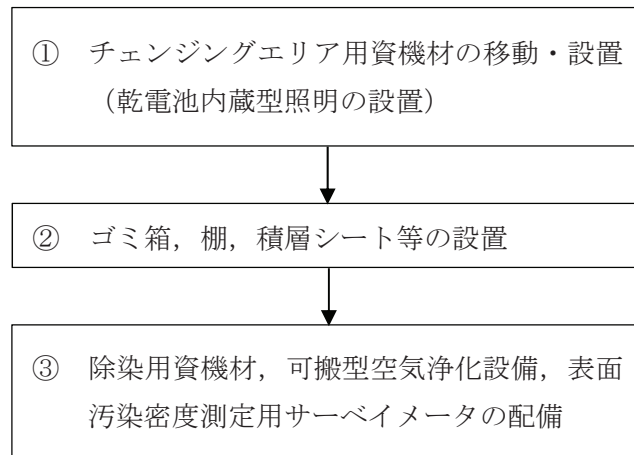 ① チェンジングエリア用資機材の移動・設置
（乾電池内蔵型照明の設置）
② ゴミ箱，棚，積層シート等の設置
③ 除染用資機材，可搬型空気浄化設備，表面
汚染密度測定用サーベイメータの配備